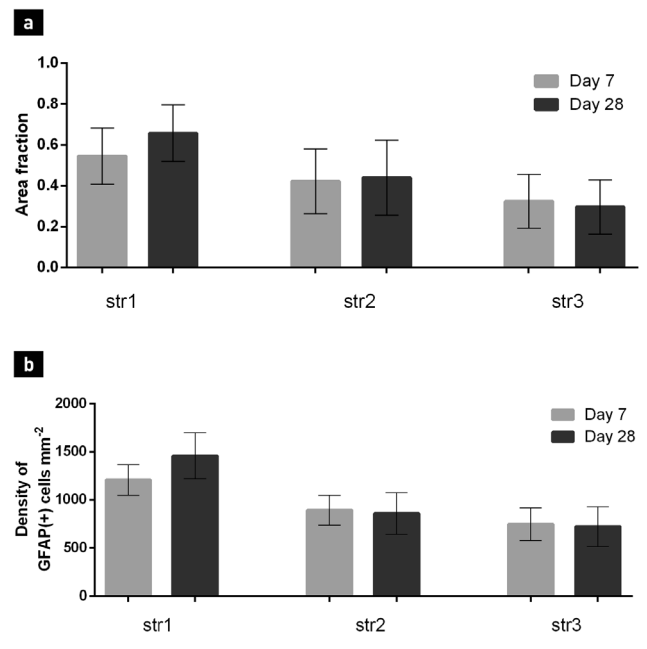 a
1.0
0.8
0.6
0.4
0.2
0.0
Area fraction
Day 7
Day 28
str1
str2
str3
b
2000
1500
1000
500
0
Density of
GFAP(+) cells mm-2
Day 7
Day 28
str1
str2
str3